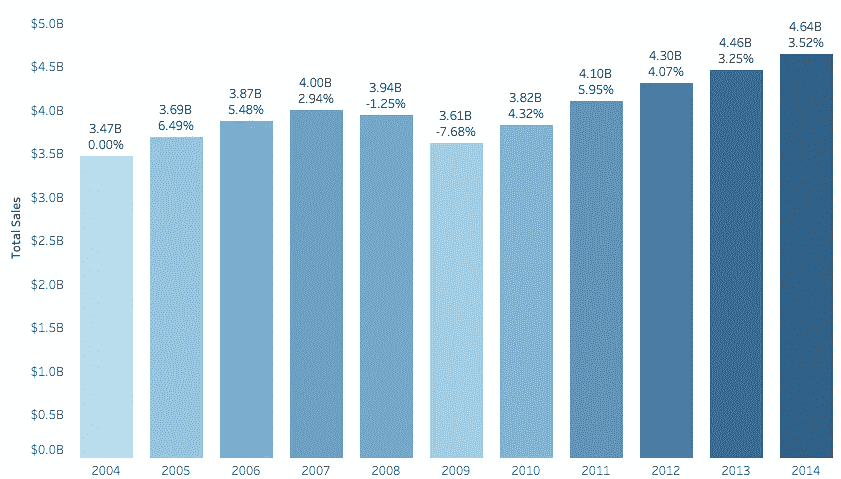 $5.0B
$4.5B
$4.0B
$3.5B
$3.0B
$2.5B
$2.0B
$1.5B
$1.0B
$0.5B
$0.0B
Total Sales
3.47B
0.00%
3.69B
6.49%
3.87B
5.48%
4.00B
2.94%
3.94B
-1.25%
3.61B
-7.68%
3.82B
4.32%
4.10B
5.95%
4.30B
4.07%
4.46B
3.25%
4.64B
3.52%
2004 2005 2006 2007 2008 2009 2010 2011 2012 2013 2014